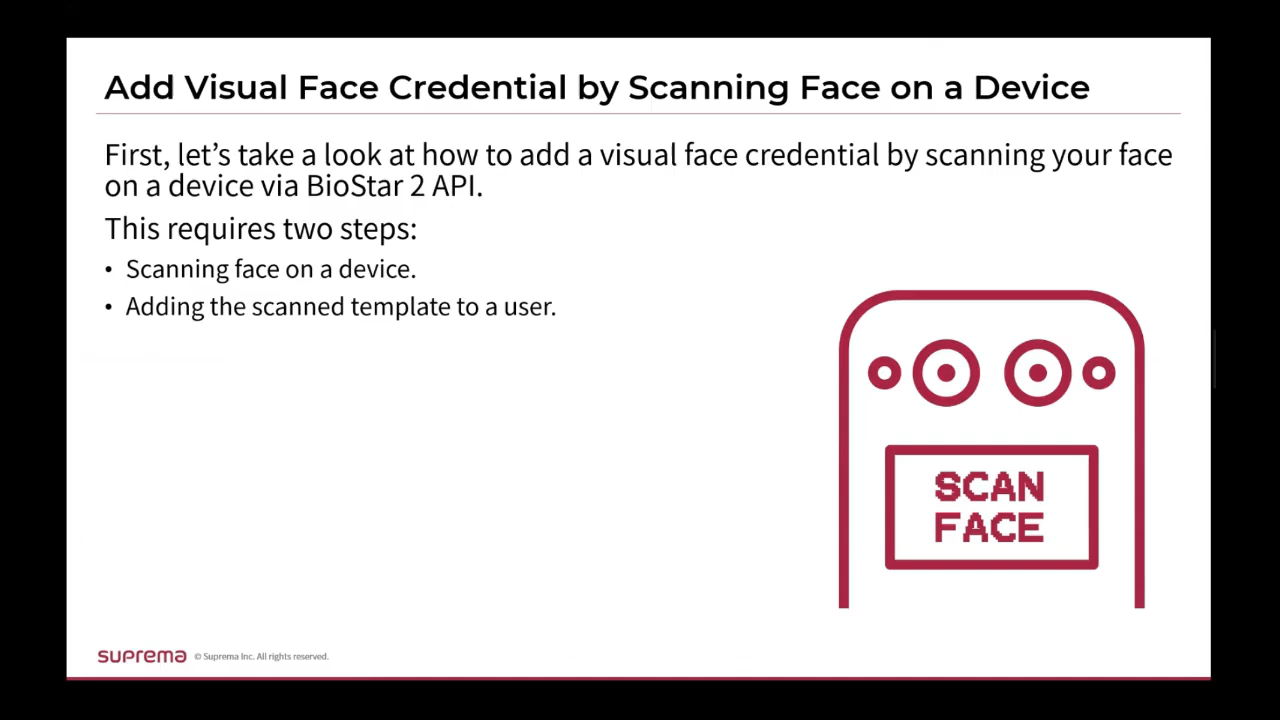 Add Visual Face Credential by Scanning Face on a Device
First, let’s take a look at how to add a visual face credential by scanning your face
on a device via BioStar 2 API.
This requires two steps:
• Scanning face on a device.
• Adding the scanned template to a user.
SCAN
FACE
suprema © Suprema Inc. All rights reserved.